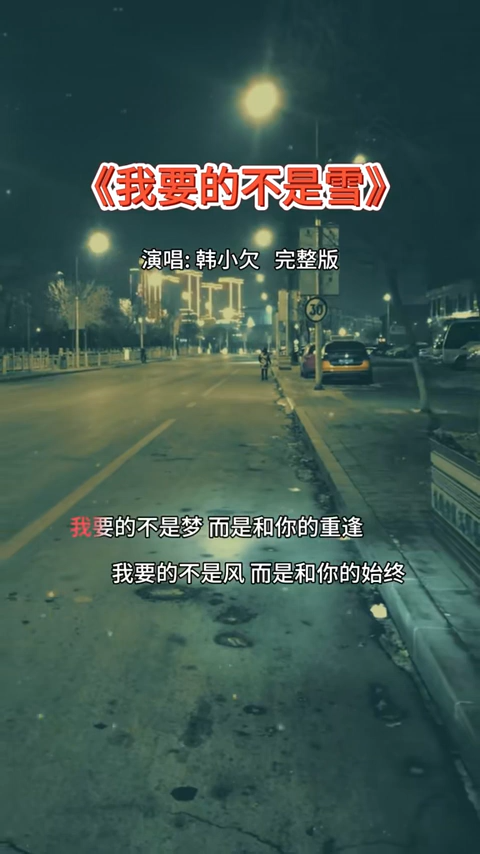 《我要的不是雪》
演唱: 韩小欠 完整版
30
我要的不是梦 而是和你的重逢
我要的不是风 而是和你的始终